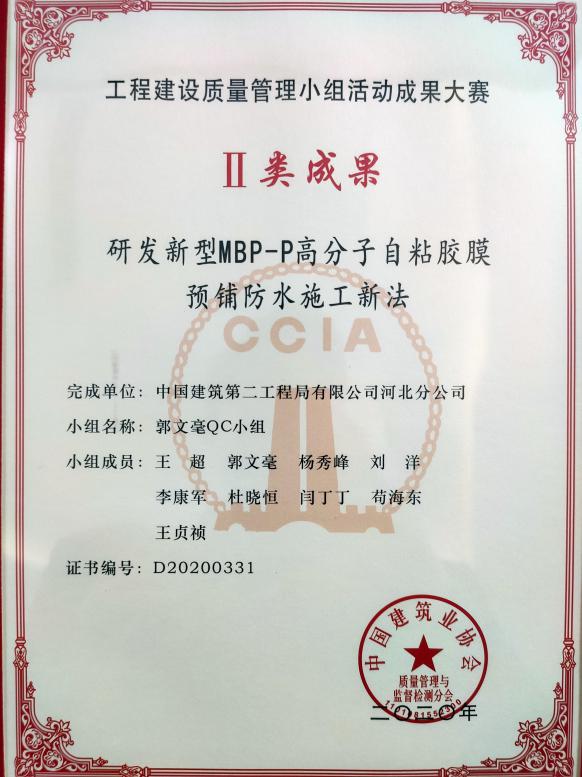 工程建设质量管理小组活动成果大赛
Ⅱ类成果
研发新型MBP-P高分子自粘胶膜
预铺防水施工新法
CCIA
完成单位：中国建筑第二工程局有限公司河北分公司
小组名称：郭文毫QC小组
小组成员：王 超 郭文毫 杨秀峰 刘 洋
李康军 杜晓恒 闫丁丁 苟海东
王贞祯
证书编号：D20200331
中国建筑业协会
质量管理与
监督检测分会
二〇二〇年